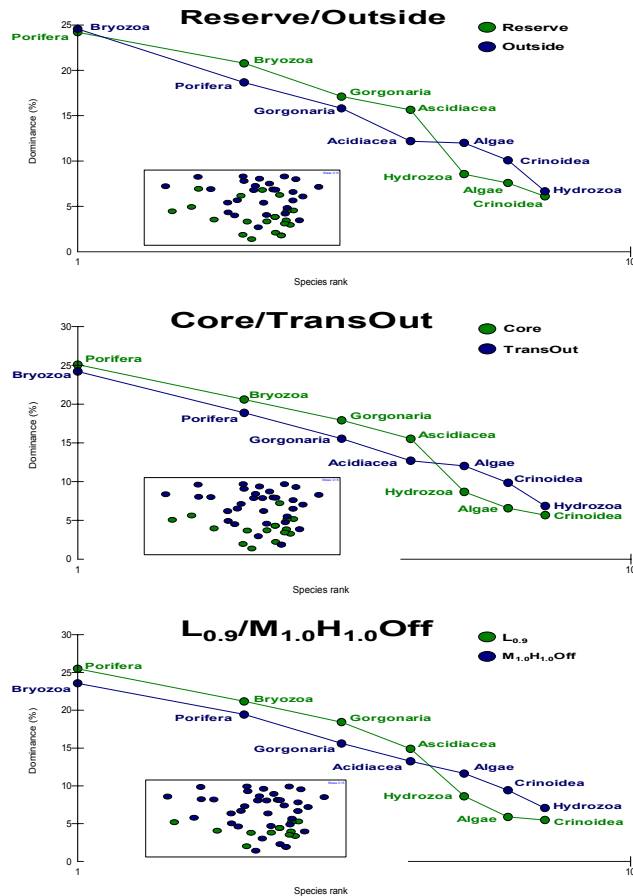 Reserve/Outside
Reserve
Outside
Bryozoa
Porifera
Bryozoa
Porifera
Gorgonaria
Gorgonaria
Ascidiacea
Acidiacea
Algae
Crinoidea
Hydrozoa
Algae
Crinoidea
Hydrozoa
Dominance (%)
25
20
15
10
5
0
1
10
Species rank
Core/TransOut
Core
TransOut
Porifera
Bryozoa
Bryozoa
Porifera
Gorgonaria
Gorgonaria
Ascidiacea
Acidiacea
Algae
Crinoidea
Hydrozoa
Algae
Hydrozoa
Crinoidea
Dominance (%)
30
25
20
15
10
5
0
1
10
Species rank
L0.9/M1.0H1.0Off
L0.9
M1.0H1.0Off
Porifera
Bryozoa
Bryozoa
Porifera
Gorgonaria
Gorgonaria
Ascidiacea
Acidiacea
Algae
Crinoidea
Hydrozoa
Algae
Hydrozoa
Crinoidea
Dominance (%)
30
25
20
15
10
5
0
1
10
Species rank